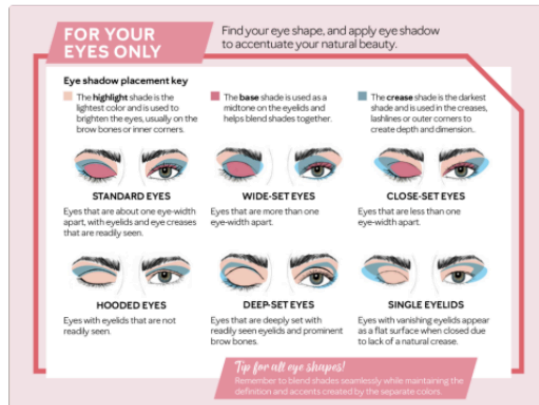 FOR YOUR
EYES ONLY
Find your eye shape, and apply eye shadow
to accentuate your natural beauty.
Eye shadow placement key
The highlight shade is the
lightest color and is used to
brighten the eyes, usually on the
brow bones or inner corners.
The base shade is used as a
midtone on the eyelids and
helps blend shades together.
The crease shade is the darkest
shade and is used in the creases,
lashlines or outer corners to
create depth and dimension.
STANDARD EYES
Eyes that are about one eye-width
apart, with eyelids and eye creases
that are readily seen.
WIDE-SET EYES
Eyes that are more than one
eye-width apart.
CLOSE-SET EYES
Eyes that are less than one
eye-width apart.
HOODED EYES
Eyes with eyelids that are not
readily seen.
DEEP-SET EYES
Eyes that are deeply set with
readily seen eyelids and prominent
brow bones.
SINGLE EYELIDS
Eyes with vanishing eyelids appear
as a flat surface when closed due
to lack of a natural crease.
Tip for all eye shapes!
Remember to blend shades seamlessly while maintaining the
definition and accents created by the separate colors.